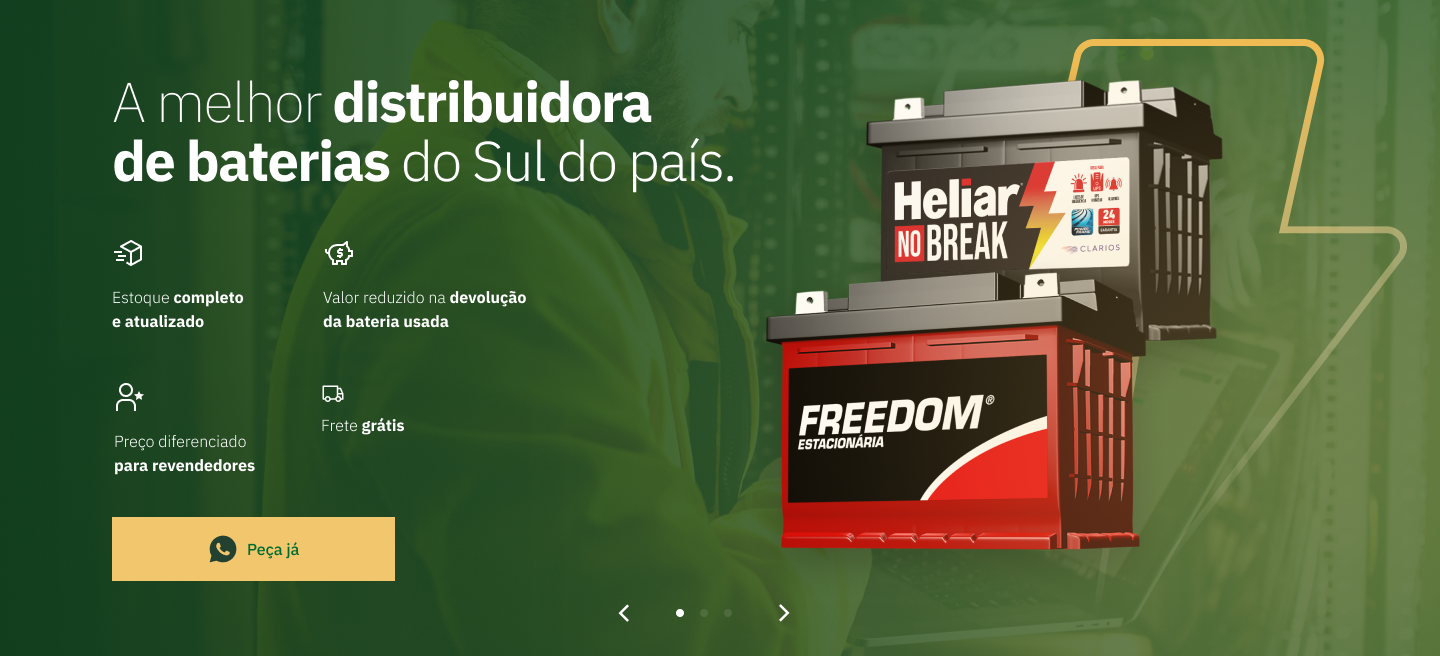 A melhor distribuidora
de baterias do Sul do país.
Estoque completo
e atualizado
Valor reduzido na devolução
da bateria usada
Preço diferenciado
para revendedores
Frete grátis
Peça já
Heliar
NO BREAK
24
CLARIOS
FREEDOM®
ESTACIONÁRIA